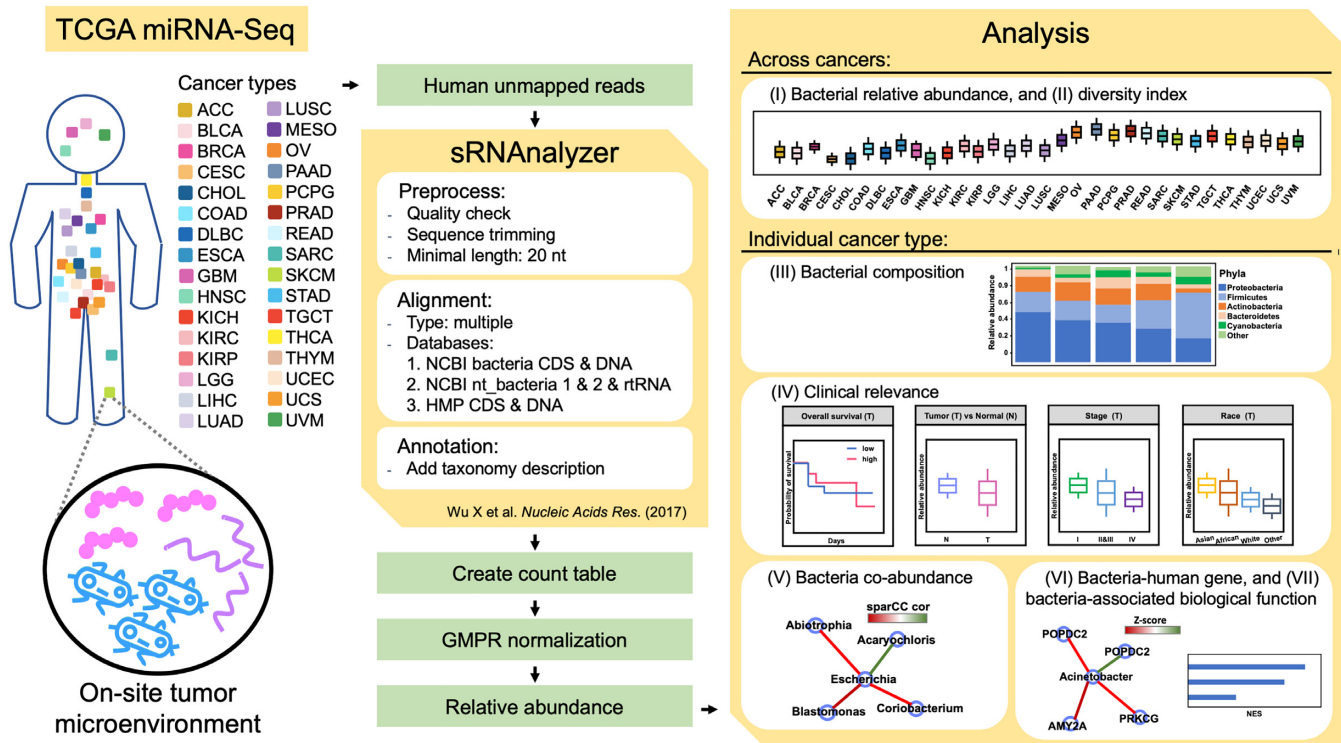 TCGA miRNA-Seq
Cancer types
ACC
BLCA
BRCA
CESC
CHOL
COAD
DLBC
ESCA
GBM
HNSC
KICH
KIRC
KIRP
LGG
LIHC
LUAD
LUSC
MESO
OV
PAAD
PCPG
PRAD
READ
SARC
SKCM
STAD
TGCT
THCA
THYM
UCEC
UCS
UVM
On-site tumor
microenvironment
Human unmapped reads
sRNAnalyzer
Preprocess:
- Quality check
- Sequence trimming
- Minimal length: 20 nt
Alignment:
- Type: multiple
- Databases:
1. NCBI bacteria CDS & DNA
2. NCBI nt_bacteria 1 & 2 & rtRNA
3. HMP CDS & DNA
Annotation:
- Add taxonomy description
Wu X et al. Nucleic Acids Res. (2017)
Create count table
GMPR normalization
Relative abundance
Analysis
Across cancers:
(I) Bacterial relative abundance, and (II) diversity index
ACC BLCA BRCA CESC CHOL COAD DLBC ESCA GBM HNSC KICH KIRC KIRP LGG LIHC LUAD LUSC MESO OV PAAD PCPG PRAD READ SARC SKCM STAD TGCT THCA THYM UCEC UCS UVM
Individual cancer type:
(III) Bacterial composition
Relative abundance
1
0.2
0.6
0.2
0
Phyla
Proteobacteria
Firmicutes
Actinobacteria
Bacteroidetes
Cyanobacteria
Other
(IV) Clinical relevance
Overall survival (T)
Probability of survival
low
high
Days
Tumor (T) vs Normal (N)
Relative abundance
N T
Stage (T)
Relative abundance
I II&III IV
Race (T)
Relative abundance
Asian African White Other
(V) Bacteria co-abundance
sparCC cor
Abiotrophia
Acaryochloris
Escherichia
Blastomonas
Coriobacterium
(VI) Bacteria-human gene, and (VII)
bacteria-associated biological function
Z-score
POPDC2
POPDC2
Acinetobacter
AMY2A
PRKCG
NES